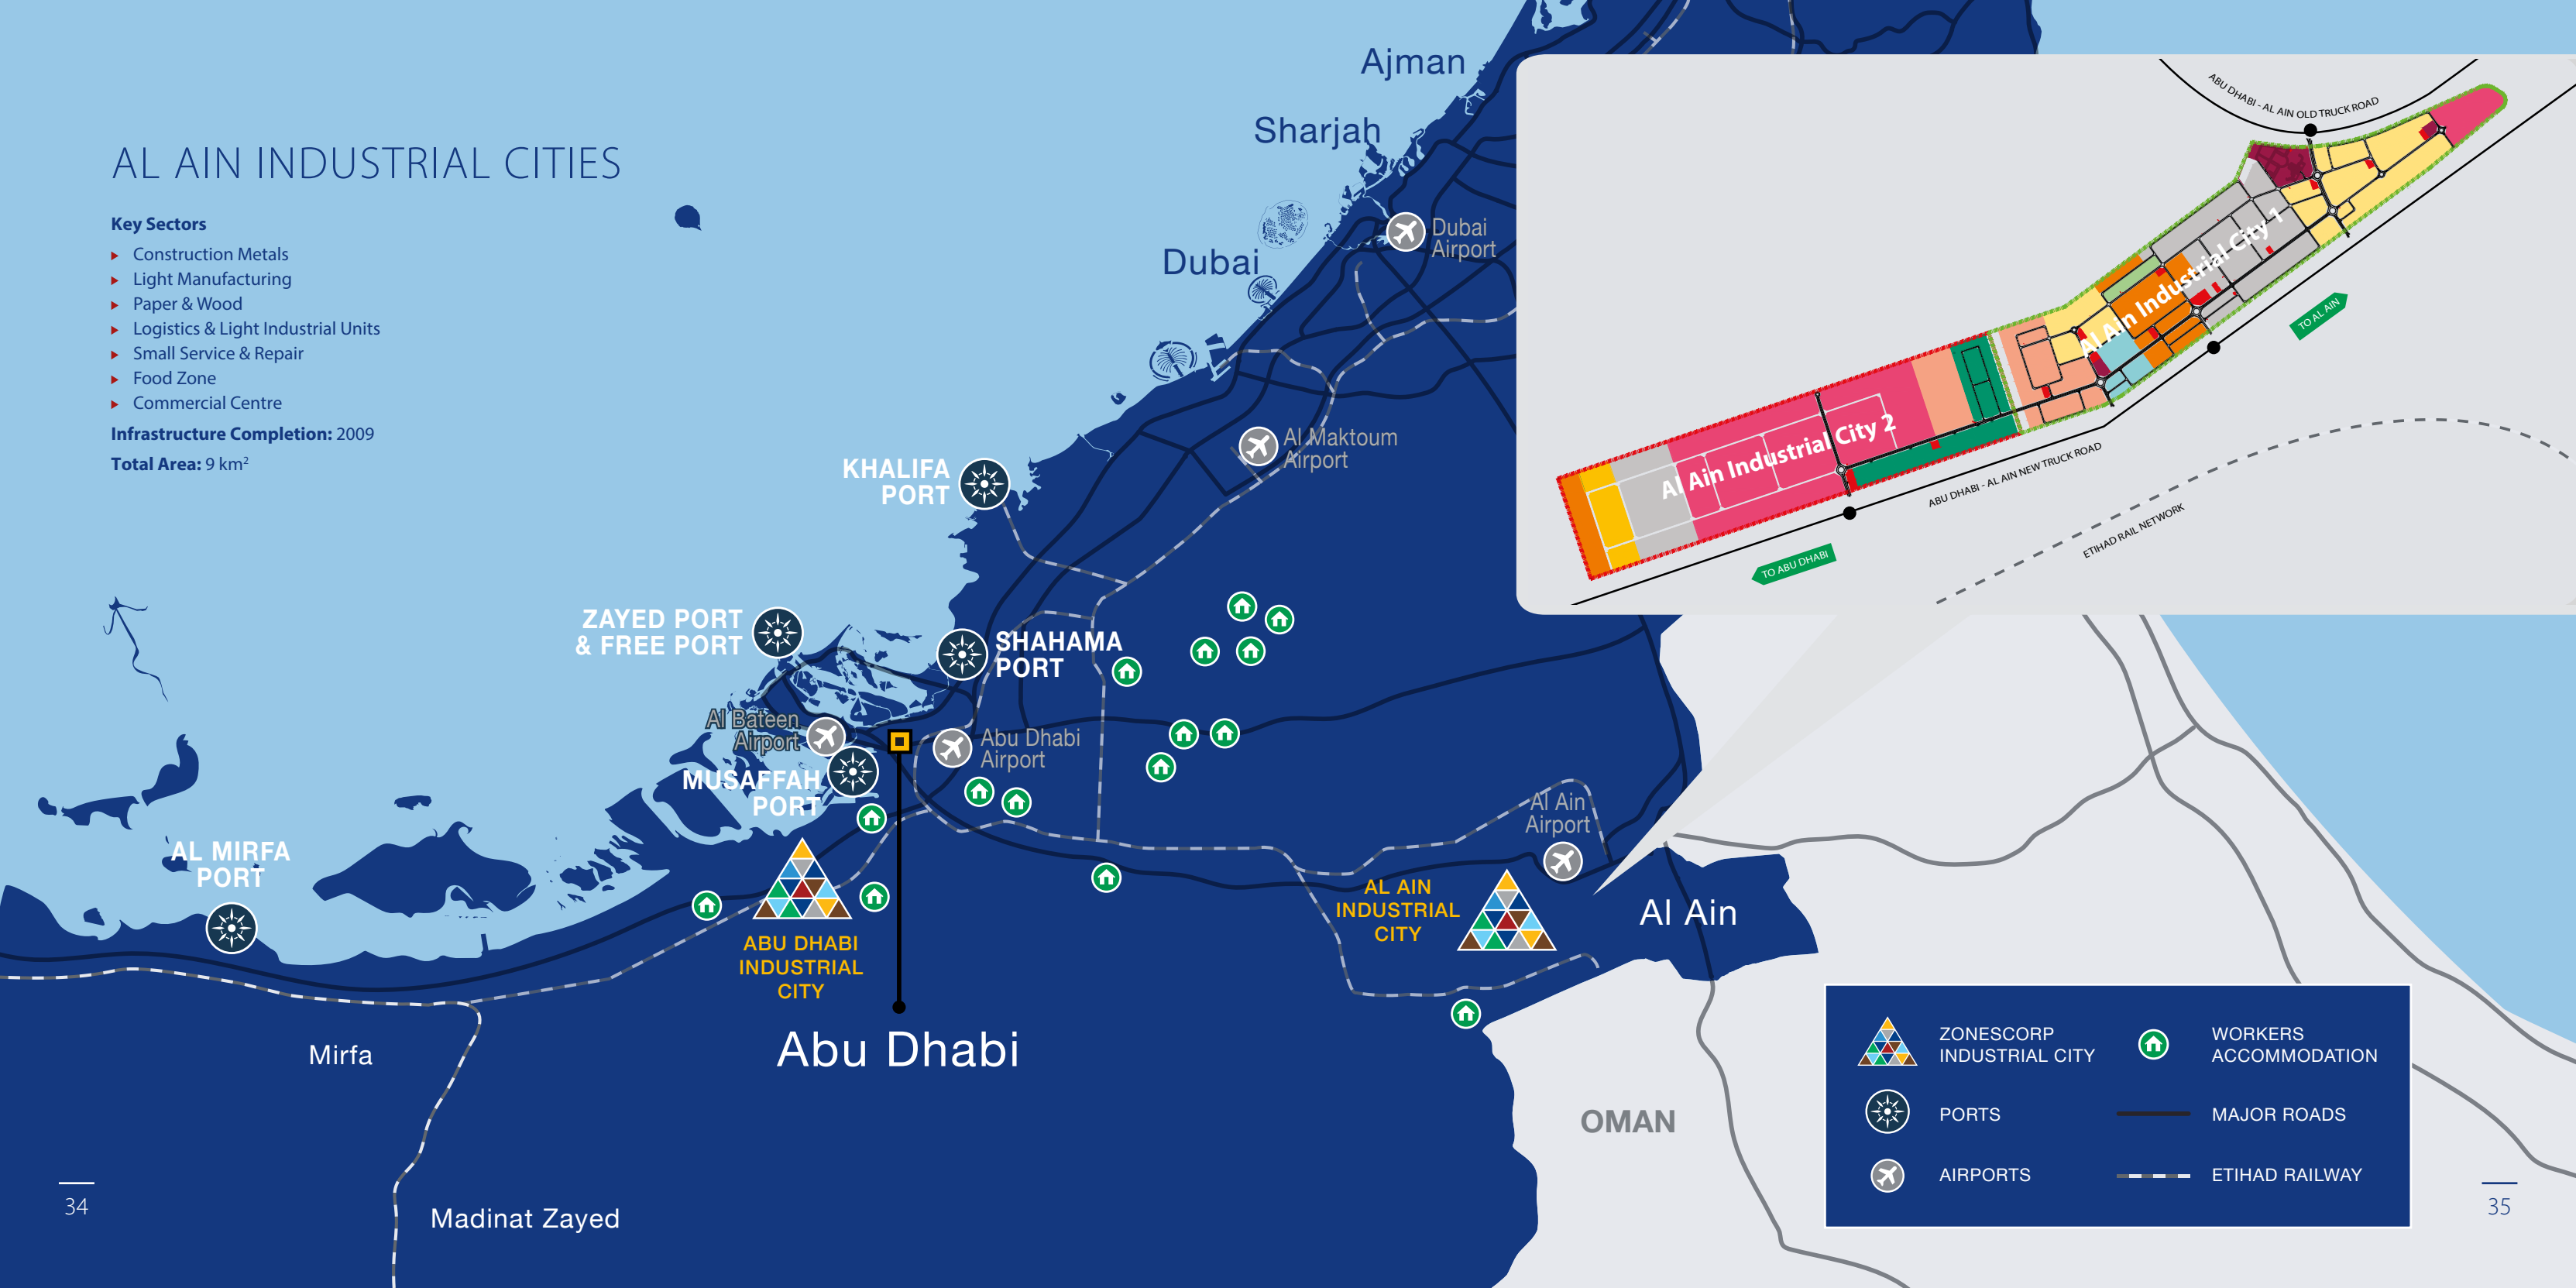 AL AIN INDUSTRIAL CITIES
Key Sectors
Construction Metals
Light Manufacturing
Paper & Wood
Logistics & Light Industrial Units
Small Service & Repair
Food Zone
Commercial Centre
Infrastructure Completion: 2009
Total Area: 9 km²
Ajman
Sharjah
Dubai
Dubai
Airport
Al Maktoum
Airport
KHALIFA
PORT
ZAYED PORT
& FREE PORT
SHAHAMA
PORT
Al Bateen
Airport
Abu Dhabi
Airport
MUSAFFAH
PORT
AL MIRFA
PORT
ABU DHABI
INDUSTRIAL
CITY
Abu Dhabi
Mirfa
Madinat Zayed
Al Ain
Airport
AL AIN
INDUSTRIAL
CITY
Al Ain
OMAN
ABU DHABI - AL AIN OLD TRUCK ROAD
Al Ain Industrial City 1
TO AL AIN
Al Ain Industrial City 2
ABU DHABI - AL AIN NEW TRUCK ROAD
TO ABU DHABI
ETIHAD RAIL NETWORK
ZONESCORP
INDUSTRIAL CITY
PORTS
AIRPORTS
WORKERS
ACCOMMODATION
MAJOR ROADS
ETIHAD RAILWAY
34
35